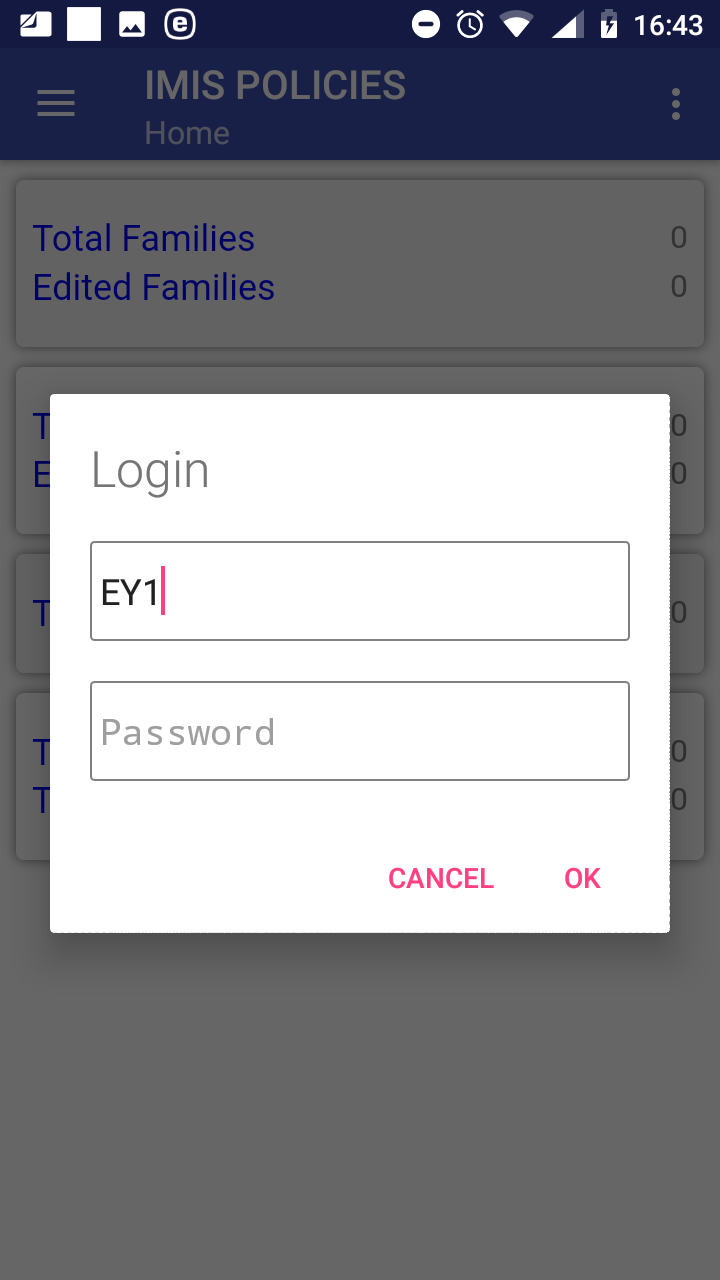 16:43
IMIS POLICIES
Home
Total Families 0
Edited Families 0
T 0
E 0
T 0
T 0
T 0
Login
EY1
Password
CANCEL OK